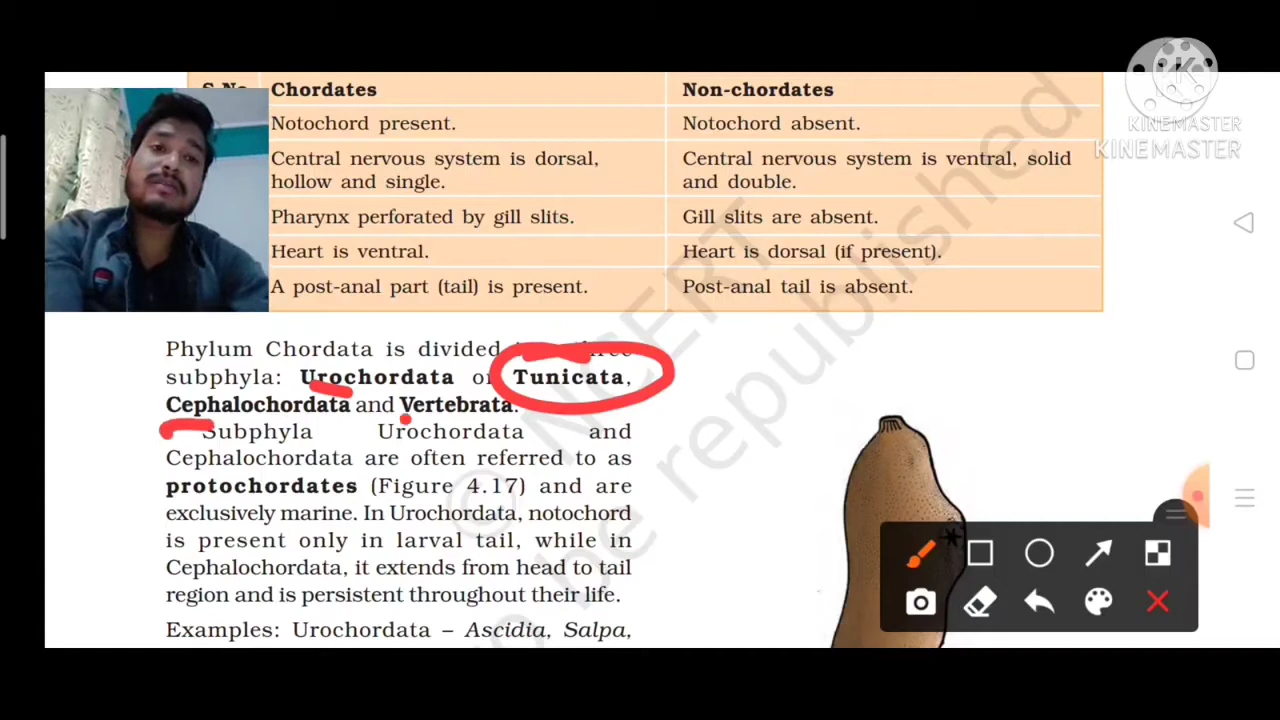 S.No
Chordates Non-chordates
Notochord present. Notochord absent.
Central nervous system is dorsal, Central nervous system is ventral, solid
hollow and single. and double.
Pharynx perforated by gill slits. Gill slits are absent.
Heart is ventral. Heart is dorsal (if present).
A post-anal part (tail) is present. Post-anal tail is absent.
KINEMASTER
KINEMASTER
Phylum Chordata is divided three
subphyla: Urochordata or Tunicata,
Cephalochordata and Vertebrata.
Subphyla Urochordata and
Cephalochordata are often referred to as
protochordates (Figure 4.17) and are
exclusively marine. In Urochordata, notochord
is present only in larval tail, while in
Cephalochordata, it extends from head to tail
region and is persistent throughout their life.
Examples: Urochordata – Ascidia, Salpa,
© NCERT
be republished